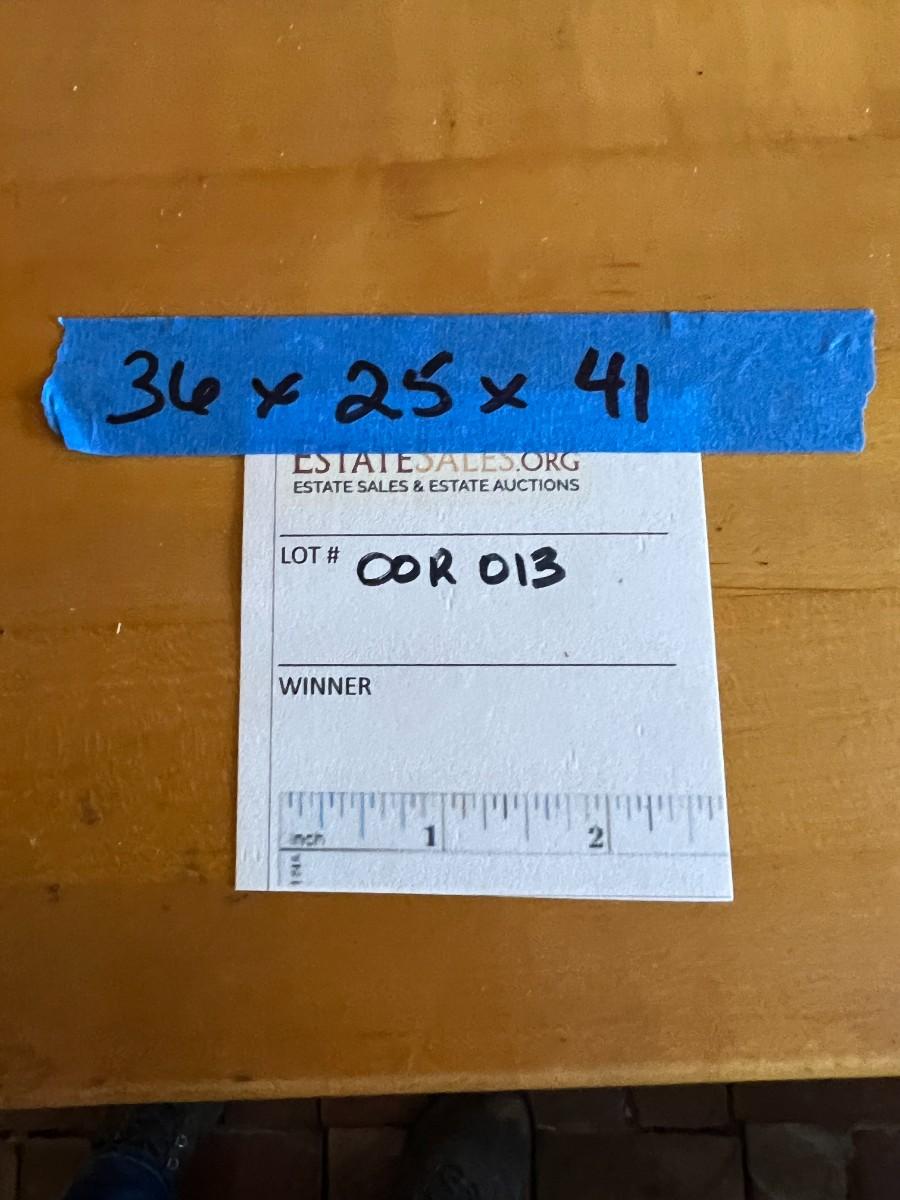 36 x 25 x 41
ESTATESALES.ORG
ESTATE SALES & ESTATE AUCTIONS
LOT # OOR 013
WINNER
1 2
inch